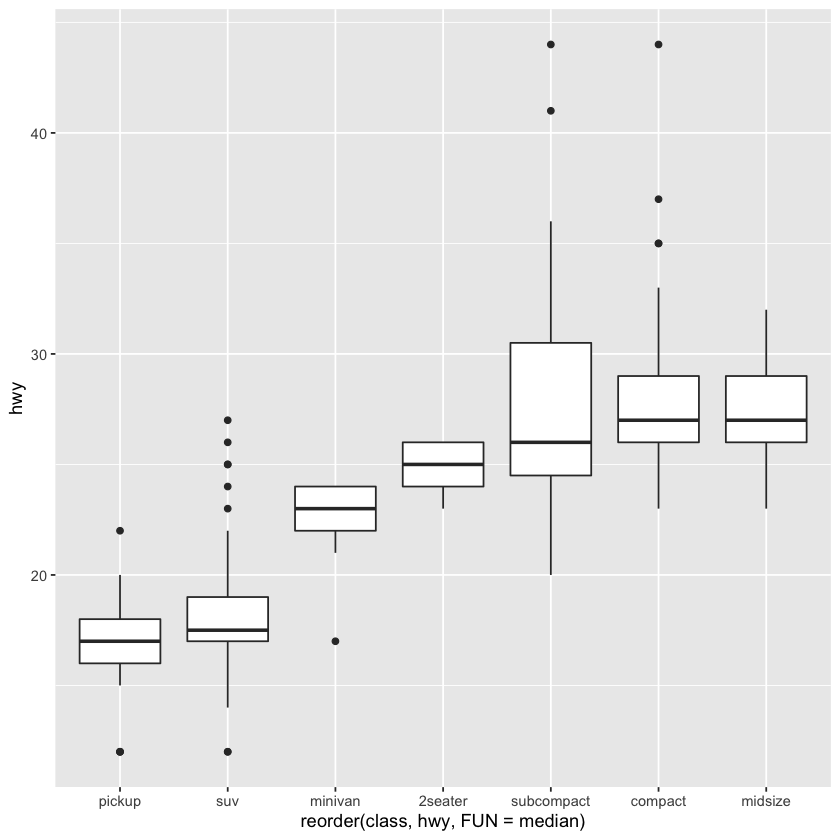 40
30
20
hwy
pickup suv minivan 2seater subcompact compact midsize
reorder(class, hwy, FUN = median)